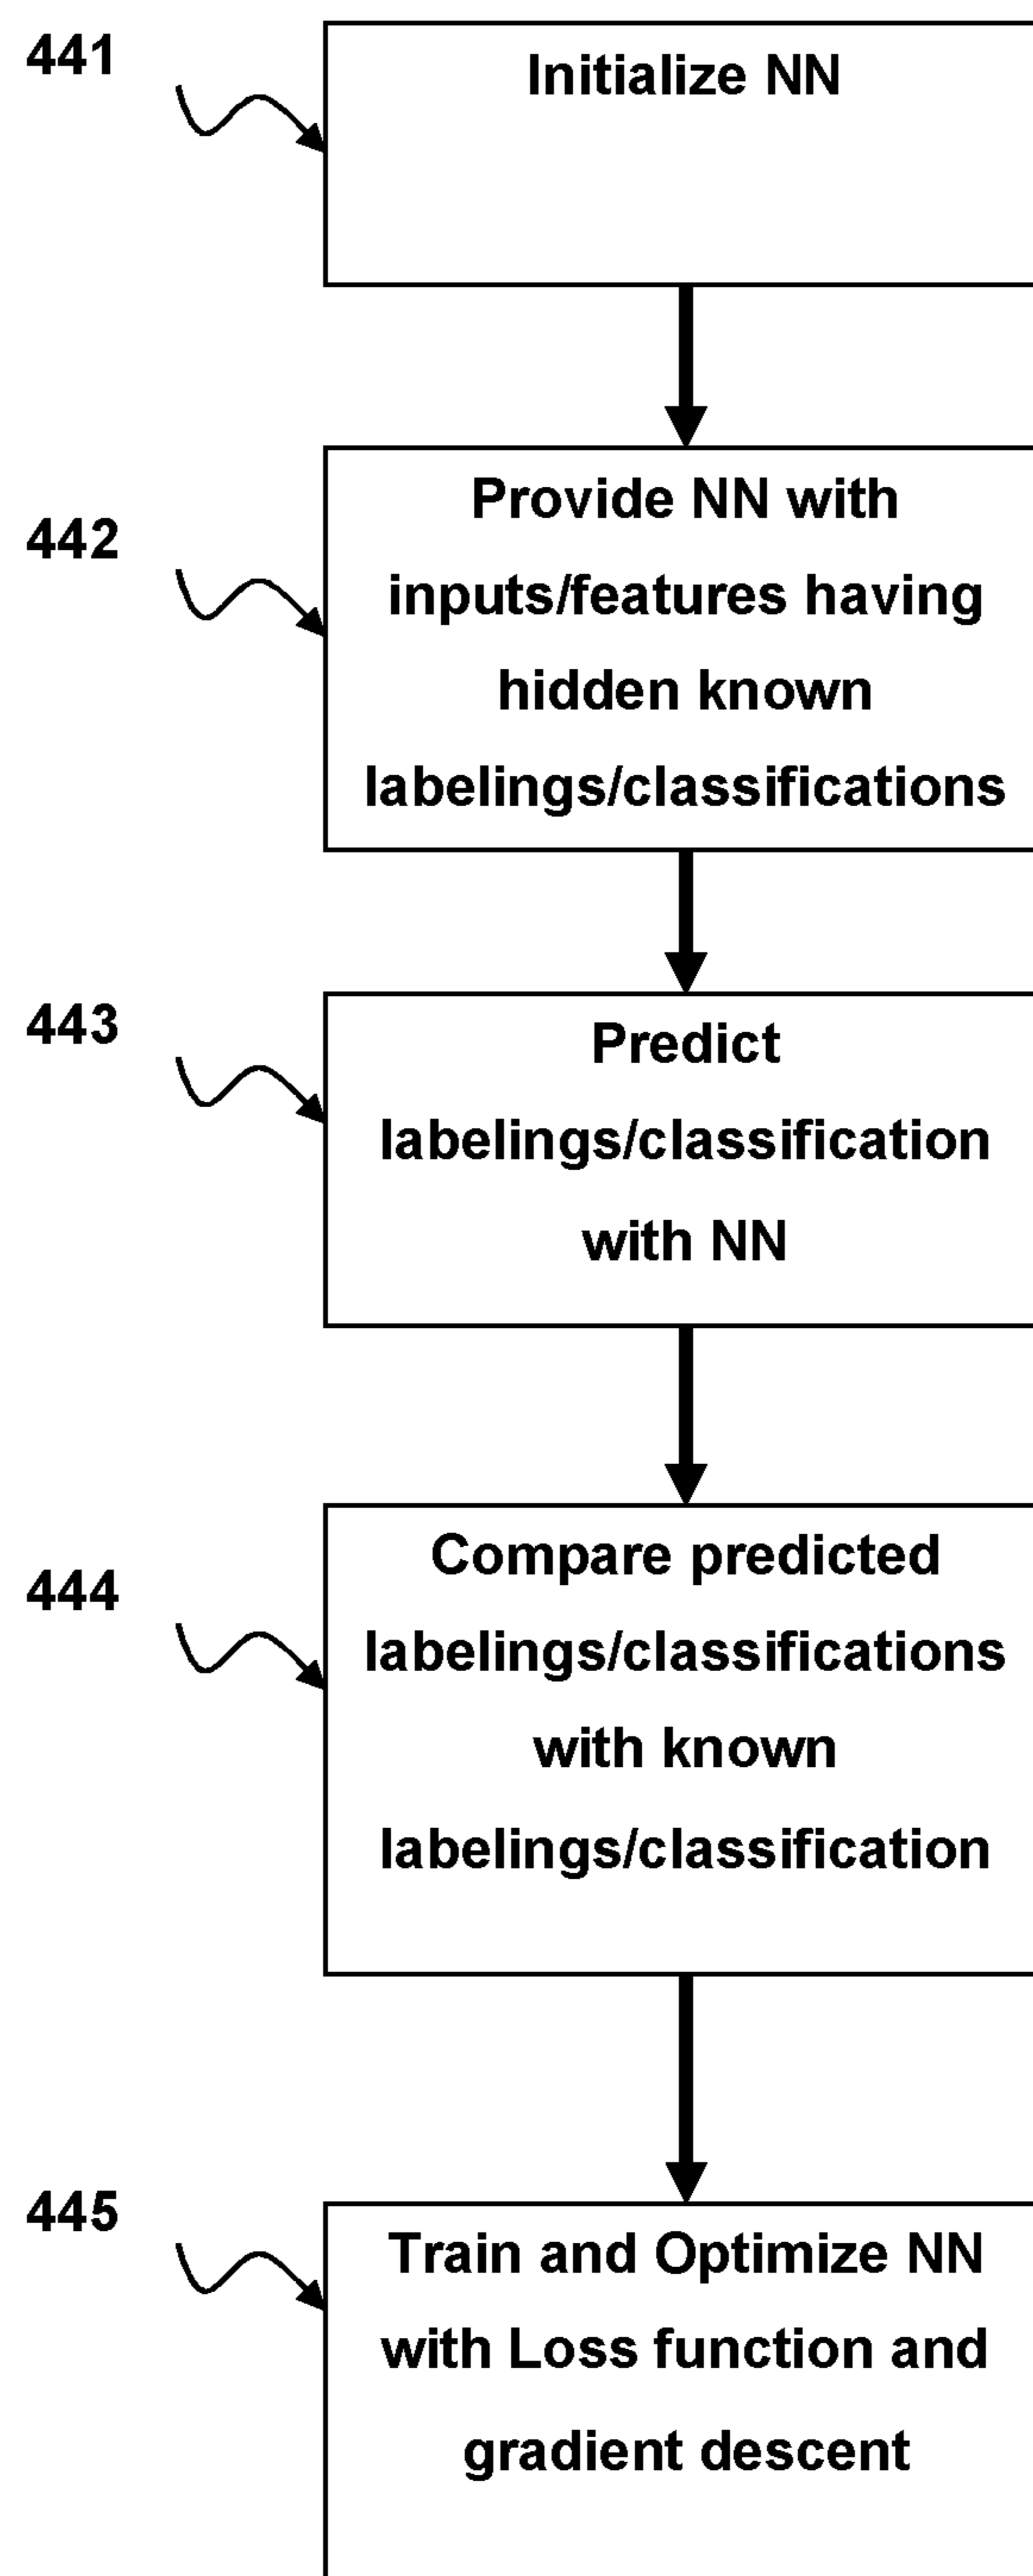 441
Initialize NN
442
Provide NN with
inputs/features having
hidden known
labelings/classifications
443
Predict
labelings/classification
with NN
444
Compare predicted
labelings/classifications
with known
labelings/classification
445
Train and Optimize NN
with Loss function and
gradient descent